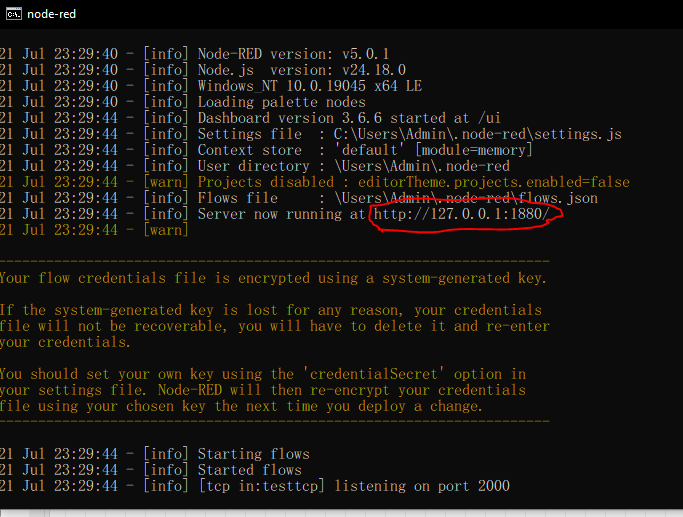 node-red
21 Jul 23:29:40 - [info] Node-RED version: v5.0.1
21 Jul 23:29:40 - [info] Node.js  version: v24.18.0
21 Jul 23:29:40 - [info] Windows_NT 10.0.19045 x64 LE
21 Jul 23:29:40 - [info] Loading palette nodes
21 Jul 23:29:44 - [info] Dashboard version 3.6.6 started at /ui
21 Jul 23:29:44 - [info] Settings file  : C:\Users\Admin\.node-red\settings.js
21 Jul 23:29:44 - [info] Context store  : 'default' [module=memory]
21 Jul 23:29:44 - [info] User directory : \Users\Admin\.node-red
21 Jul 23:29:44 - [warn] Projects disabled : editorTheme.projects.enabled=false
21 Jul 23:29:44 - [info] Flows file     : \Users\Admin\.node-red\flows.json
21 Jul 23:29:44 - [info] Server now running at http://127.0.0.1:1880/
21 Jul 23:29:44 - [warn]
---------------------------------------------------------------------
Your flow credentials file is encrypted using a system-generated key.
If the system-generated key is lost for any reason, your credentials
file will not be recoverable, you will have to delete it and re-enter
your credentials.
You should set your own key using the 'credentialSecret' option in
your settings file. Node-RED will then re-encrypt your credentials
file using your chosen key the next time you deploy a change.
---------------------------------------------------------------------
21 Jul 23:29:44 - [info] Starting flows
21 Jul 23:29:44 - [info] Started flows
21 Jul 23:29:44 - [info] [tcp in:testtcp] listening on port 2000